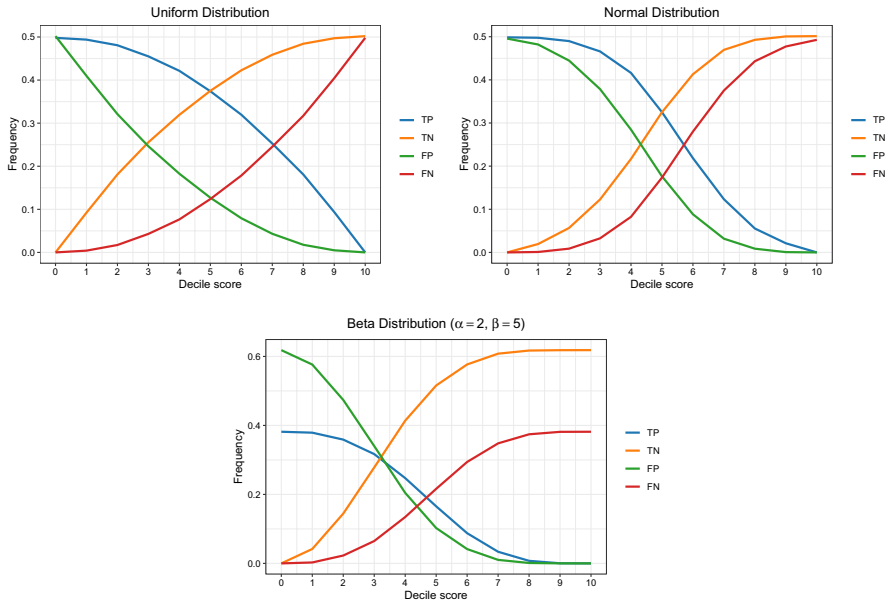 Uniform Distribution
Frequency
0.5
0.4
0.3
0.2
0.1
0.0
0 1 2 3 4 5 6 7 8 9 10
Decile score
TP
TN
FP
FN
Normal Distribution
Frequency
0.5
0.4
0.3
0.2
0.1
0.0
0 1 2 3 4 5 6 7 8 9 10
Decile score
TP
TN
FP
FN
Beta Distribution (α = 2, β = 5)
Frequency
0.6
0.4
0.2
0.0
0 1 2 3 4 5 6 7 8 9 10
Decile score
TP
TN
FP
FN